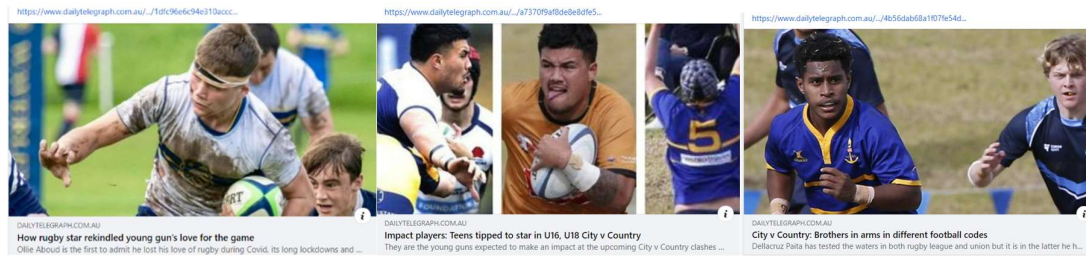 https://www.dailytelegraph.com.au/.../1dfc96e6c94e310accc...
DAILYTELEGRAPH.COM.AU
How rugby star rekindled young gun's love for the game
Ollie Aboud is the first to admit he lost his love of rugby during Covid, its long lockdowns and ...
https://www.dailytelegraph.com.au/.../a7370f9af8de8e8dfe5...
5
DAILYTELEGRAPH.COM.AU
Impact players: Teens tipped to star in U16, U18 City v Country
They are the young guns expected to make an impact at the upcoming City v Country clashes ...
https://www.dailytelegraph.com.au/.../4b56dab68a1f07fe54d...
DAILYTELEGRAPH.COM.AU
City v Country: Brothers in arms in different football codes
Dellacruz Paita has tested the waters in both rugby league and union but it is in the latter he h...